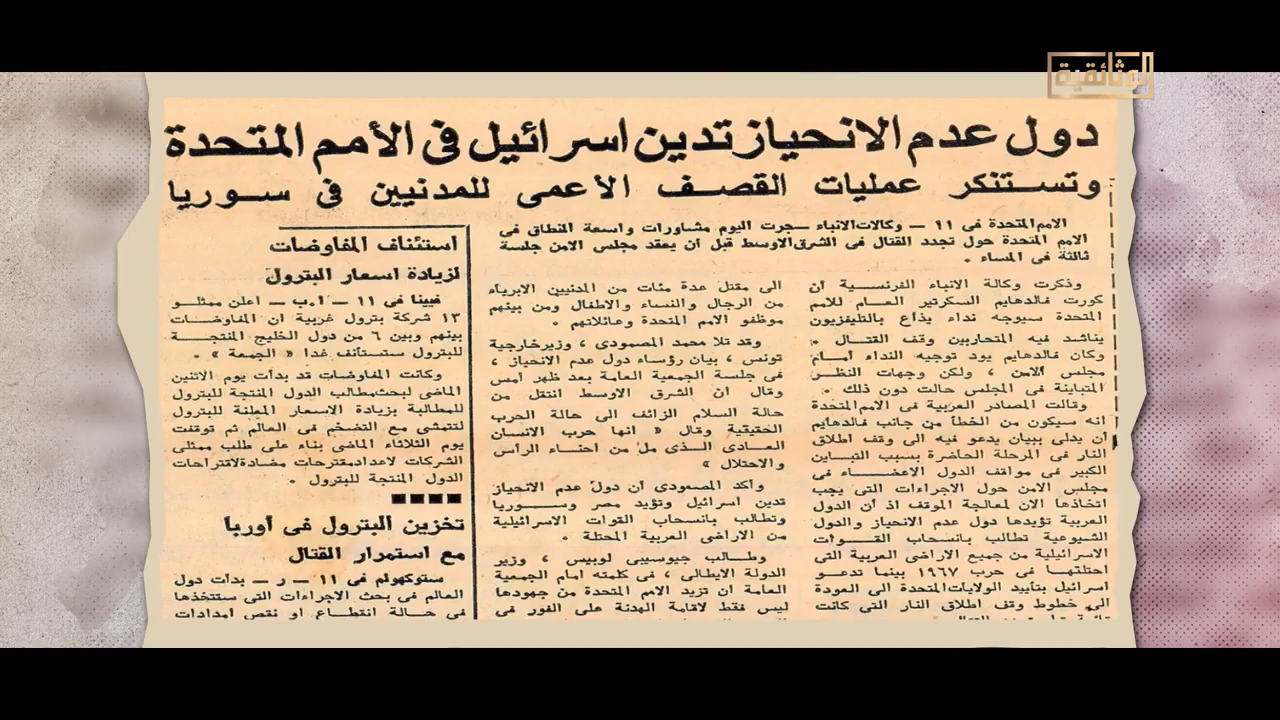 الوثائقية
دول عدم الانحياز تدين اسرائيل فى الأمم المتحدة
وتستنكر عمليات القصف الأعمى للمدنيين فى سوريا
الامم المتحدة فى ١١ — وكالات الانباء — جرت اليوم مشاورات واسعة النطاق فى
الامم المتحدة حول تجدد القتال فى الشرق الاوسط قبل أن يعقد مجلس الامن جلسة
ثالثة فى المساء .
وذكرت وكالة الانباء الفرنسية أن
كورت فالدهايم السكرتير العام للامم
المتحدة سيوجه نداء يذاع بالتليفزيون
يناشد فيه المتحاربين وقف القتال .
وكان فالدهايم يود توجيه النداء أمام
مجلس الامن ، ولكن وجهات النظر
المتباينة فى المجلس حالت دون ذلك .
وقالت المصادر العربية فى الامم المتحدة
انه سيكون من الخطأ من جانب فالدهايم
أن يدلى ببيان يدعو فيه الى وقف اطلاق
النار فى المرحلة الحاضرة بسبب التباين
الكبير فى مواقف الدول الاعضاء فى
مجلس الامن حول الاجراءات التى يجب
اتخاذها الان لمعالجة الموقف اذ أن الدول
العربية تؤيدها دول عدم الانحياز والدول
الشيوعية تطالب بانسحاب القوات
الاسرائيلية من جميع الاراضى العربية التى
احتلتها فى حرب ١٩٦٧ بينما تدعو
اسرائيل بتأييد الولايات المتحدة الى العودة
الى خطوط وقف اطلاق النار التى كانت
الى مقتل عدة مئات من المدنيين الابرياء
من الرجال والنساء والاطفال ومن بينهم
موظفو الامم المتحدة وعائلاتهم .
وقد تلا محمد المصمودى ، وزير خارجية
تونس ، بيان رؤساء دول عدم الانحياز ،
فى جلسة الجمعية العامة بعد ظهر أمس
وقال ان الشرق الاوسط انتقل من
حالة السلام الزائف الى حالة الحرب
الحقيقية وقال « انها حرب الانسان
العادى الذى مل من احناء الرأس
والاحتلال »
وأكد المصمودى أن دول عدم الانحياز
تدين اسرائيل وتؤيد مصر وسوريا
وتطالب بانسحاب القوات الاسرائيلية
من الاراضى العربية المحتلة .
وطالب جيوسيبى لوبيس ، وزير
الدولة الايطالى ، فى كلمته امام الجمعية
العامة ان تزيد الامم المتحدة من جهودها
ليس فقط لاقامة الهدنة على الفور فى
استئناف المفاوضات
لزيادة اسعار البترول
فيينا فى ١١ — ا.ب — اعلن ممثلو
١٣ شركة بترول غربية ان المفاوضات
بينهم وبين ٦ من دول الخليج المنتجة
للبترول ستستأنف غدا « الجمعة » .
وكانت المفاوضات قد بدأت يوم الاثنين
الماضى لبحث مطالب الدول المنتجة للبترول
للمطالبة بزيادة الاسعار المعلنة للبترول
لتتمشى مع التضخم فى العالم ثم توقفت
يوم الثلاثاء الماضى بناء على طلب ممثلى
الشركات لاعداد مقترحات مضادة لاقتراحات
الدول المنتجة للبترول .
تخزين البترول فى أوربا
مع استمرار القتال
ستوكهولم فى ١١ — ر — بدأت دول
العالم فى بحث الاجراءات التى ستتخذها
فى حالة انقطاع او نقص امدادات